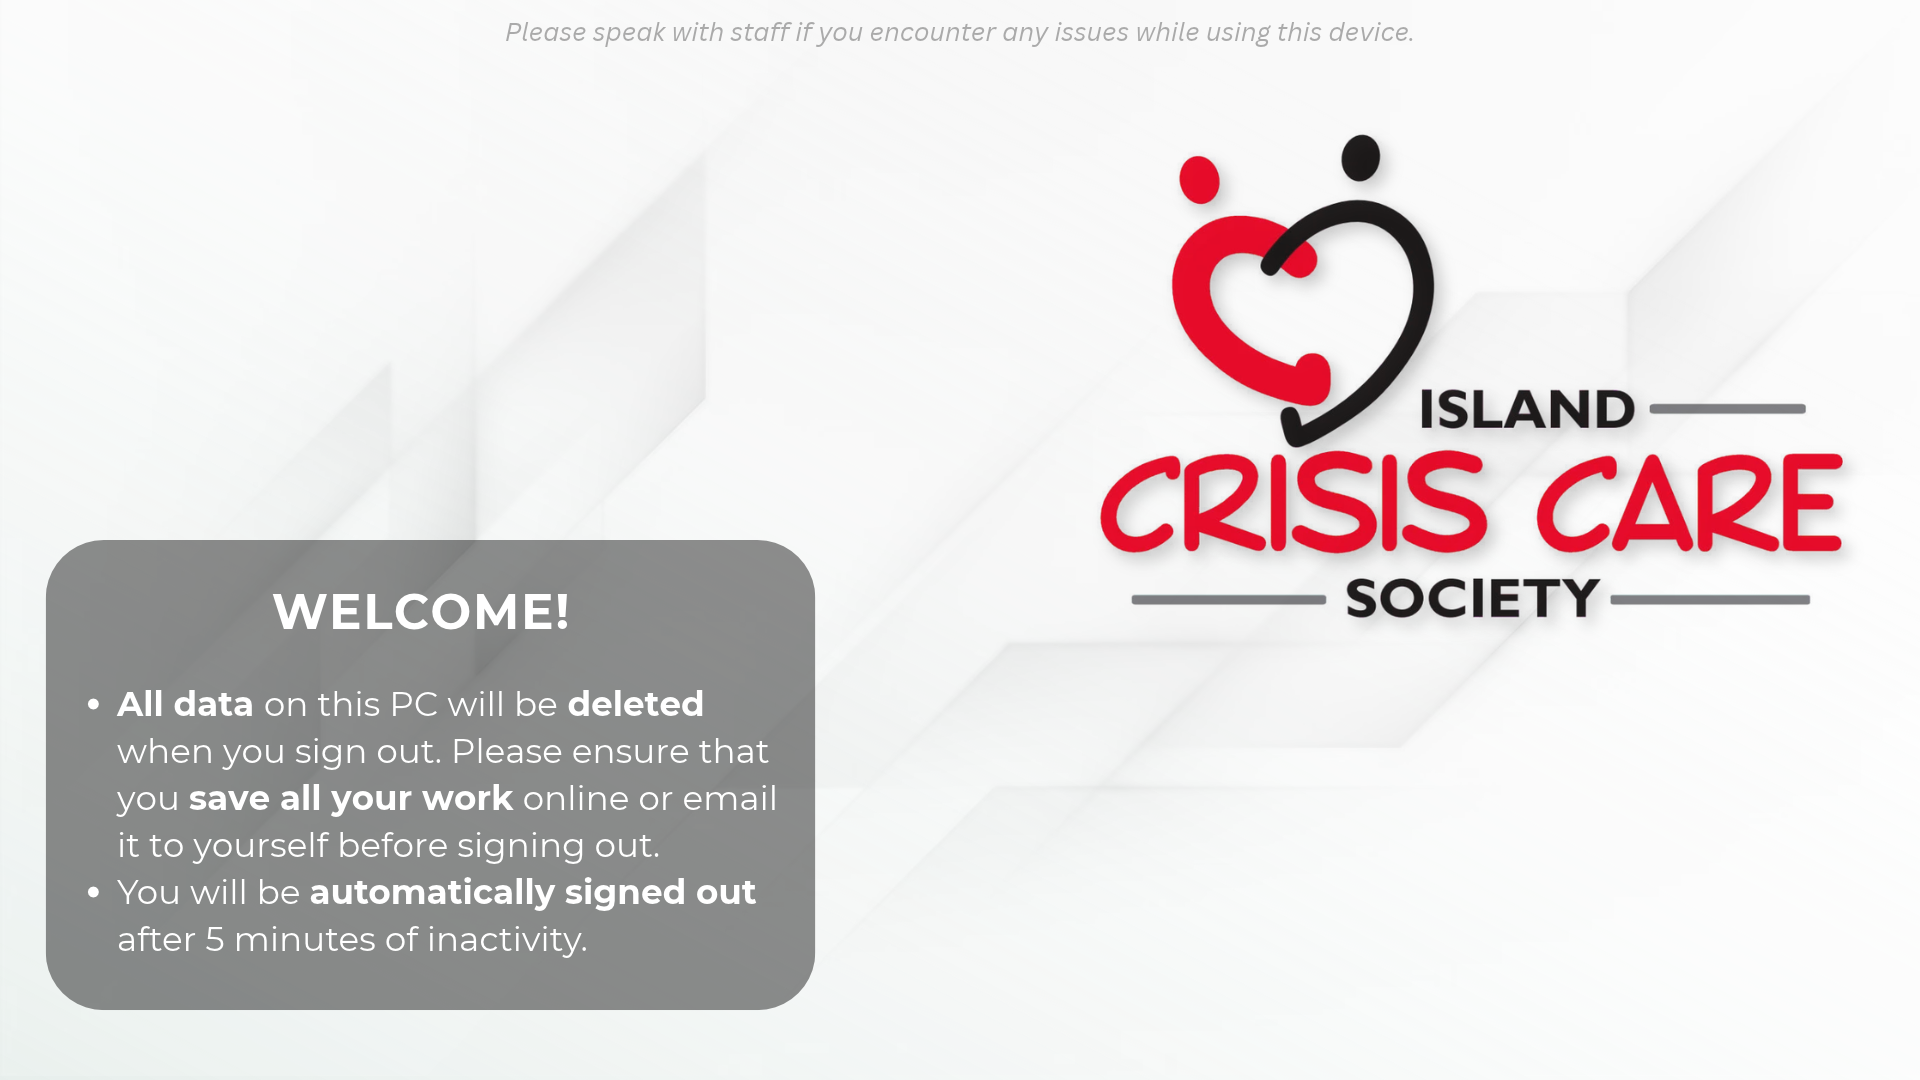 Please speak with staff if you encounter any issues while using this device.
ISLAND
CRISIS CARE
SOCIETY
WELCOME!
• All data on this PC will be deleted
when you sign out. Please ensure that
you save all your work online or email
it to yourself before signing out.
• You will be automatically signed out
after 5 minutes of inactivity.